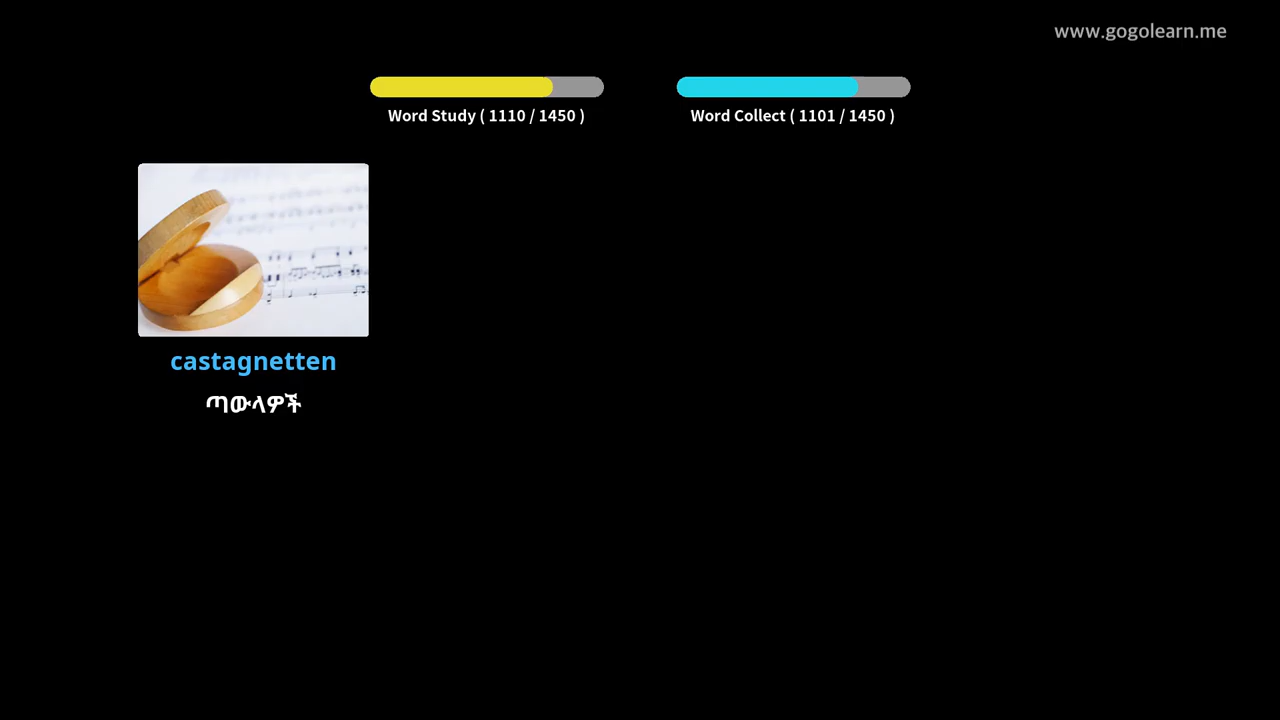 www.gogolearn.me
Word Study ( 1110 / 1450 )
Word Collect ( 1101 / 1450 )
castagnetten
ጣውላዎች